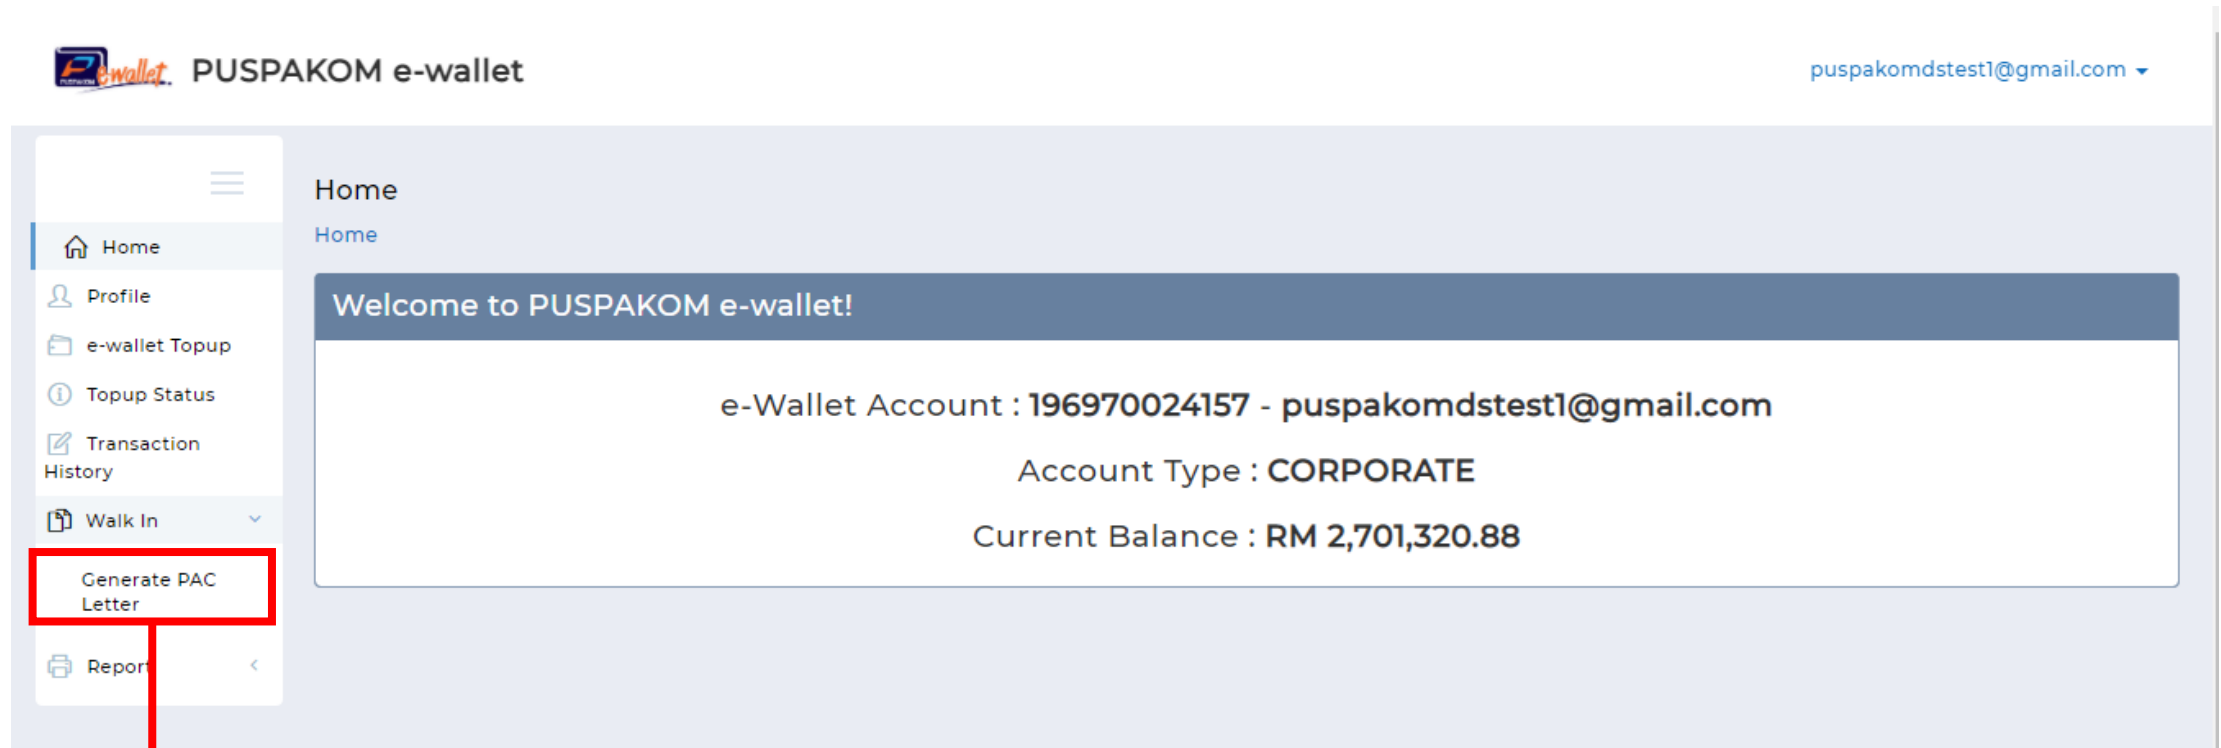 ewallet PUSPAKOM e-wallet
puspakomdstest1@gmail.com
Home
Home
Home
Profile
Welcome to PUSPAKOM e-wallet!
e-wallet Topup
Topup Status
e-Wallet Account : 196970024157 - puspakomdstest1@gmail.com
Transaction
History
Account Type : CORPORATE
Walk In
Current Balance : RM 2,701,320.88
Generate PAC
Letter
Report